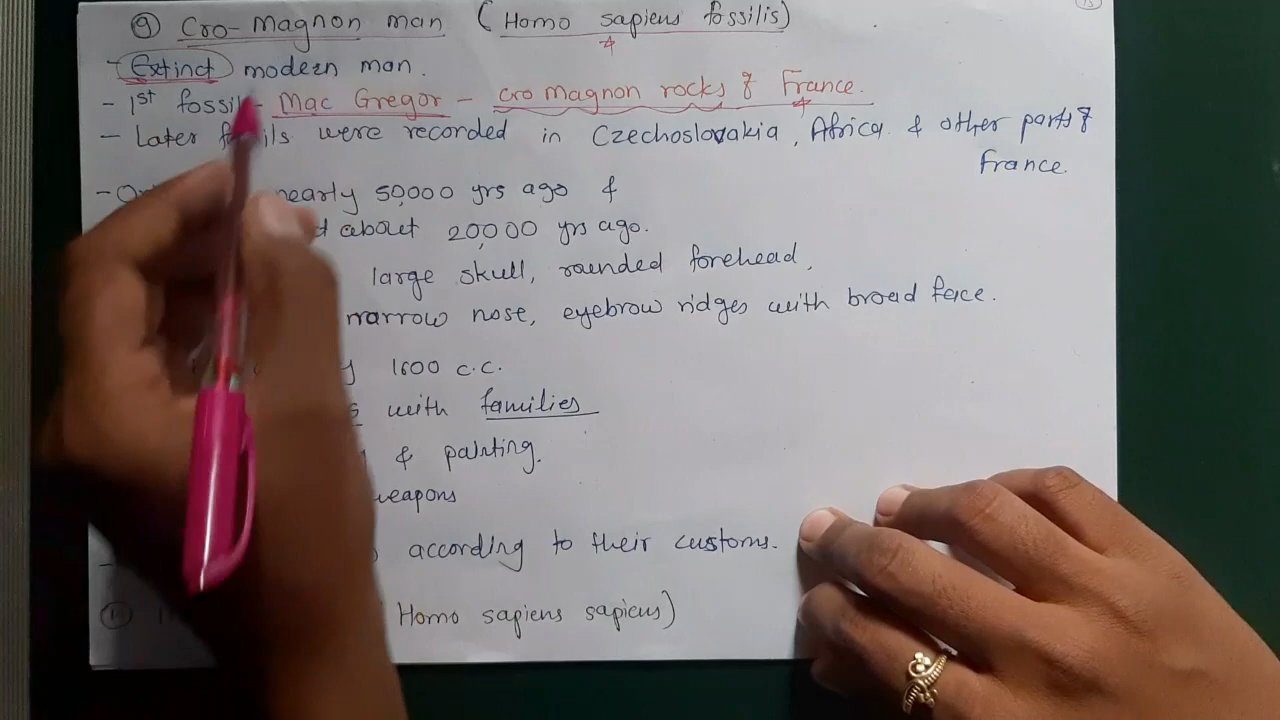 9 Cro-Magnon man (Homo sapiens fossilis)
- Extinct modern man.
- 1st fossil - Mac Gregor - cro magnon rocks of France.
- Later were recorded in Czechoslovakia, Africa & other parts of
France.
- nearly 50,000 yrs ago &
about 20,000 yrs ago.
large skull, rounded forehead,
narrow nose, eyebrow ridges with broad face.
1600 c.c.
with families
& painting.
weapons
according to their customs.
(Homo sapiens sapiens)